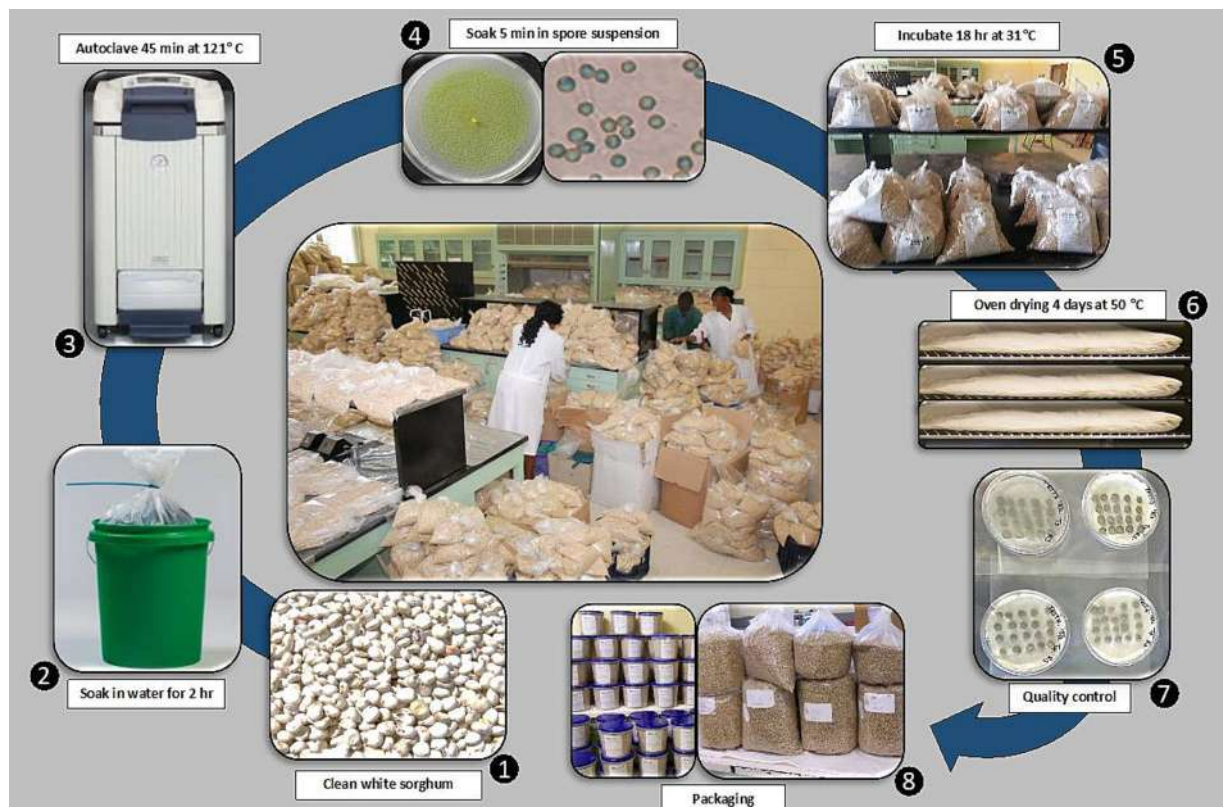 1
Clean white sorghum
2
Soak in water for 2 hr
3
Autoclave 45 min at 121° C
4
Soak 5 min in spore suspension
5
Incubate 18 hr at 31°C
6
Oven drying 4 days at 50 °C
7
Quality control
8
Packaging